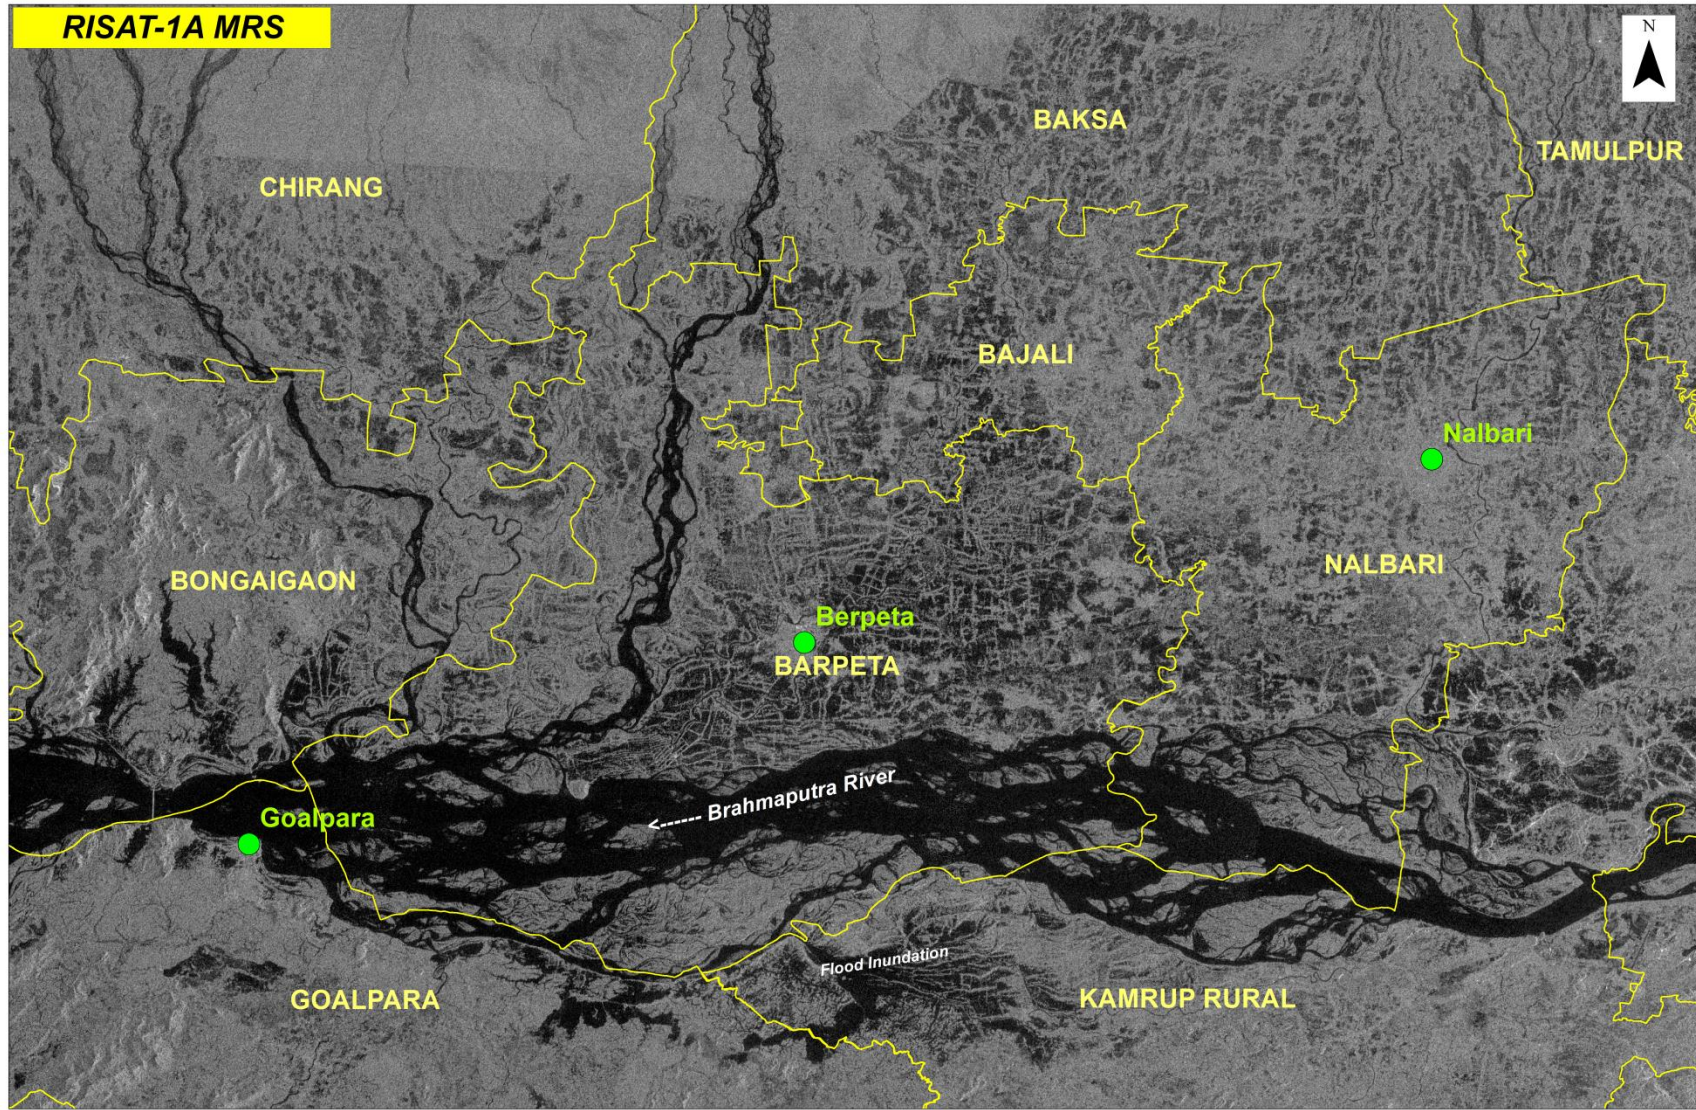 RISAT-1A MRS
N
BAKSA
TAMULPUR
CHIRANG
BAJALI
Nalbari
NALBARI
BONGAIGAON
Berpeta
BARPETA
<------ Brahmaputra River
Goalpara
Flood Inundation
GOALPARA
KAMRUP RURAL